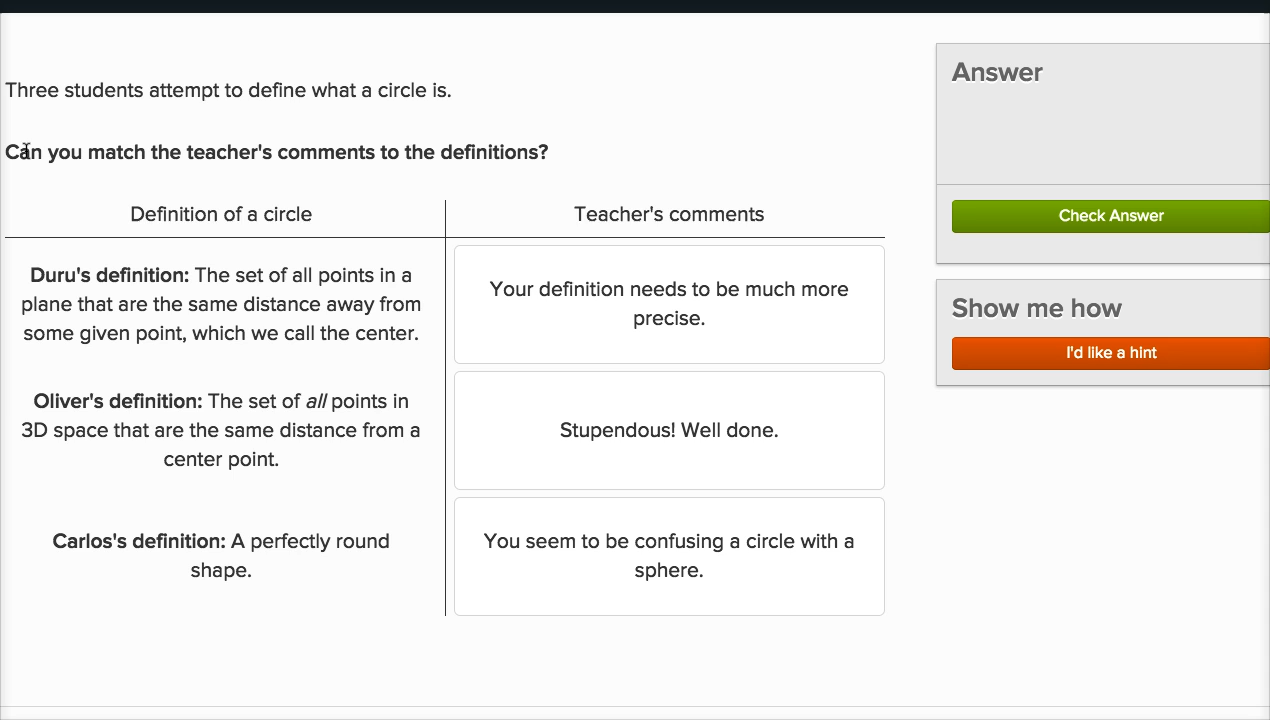 Three students attempt to define what a circle is.
Can you match the teacher's comments to the definitions?
Definition of a circle
Teacher's comments
Duru's definition: The set of all points in a
plane that are the same distance away from
some given point, which we call the center.
Your definition needs to be much more
precise.
Oliver's definition: The set of all points in
3D space that are the same distance from a
center point.
Stupendous! Well done.
Carlos's definition: A perfectly round
shape.
You seem to be confusing a circle with a
sphere.
Answer
Check Answer
Show me how
I'd like a hint